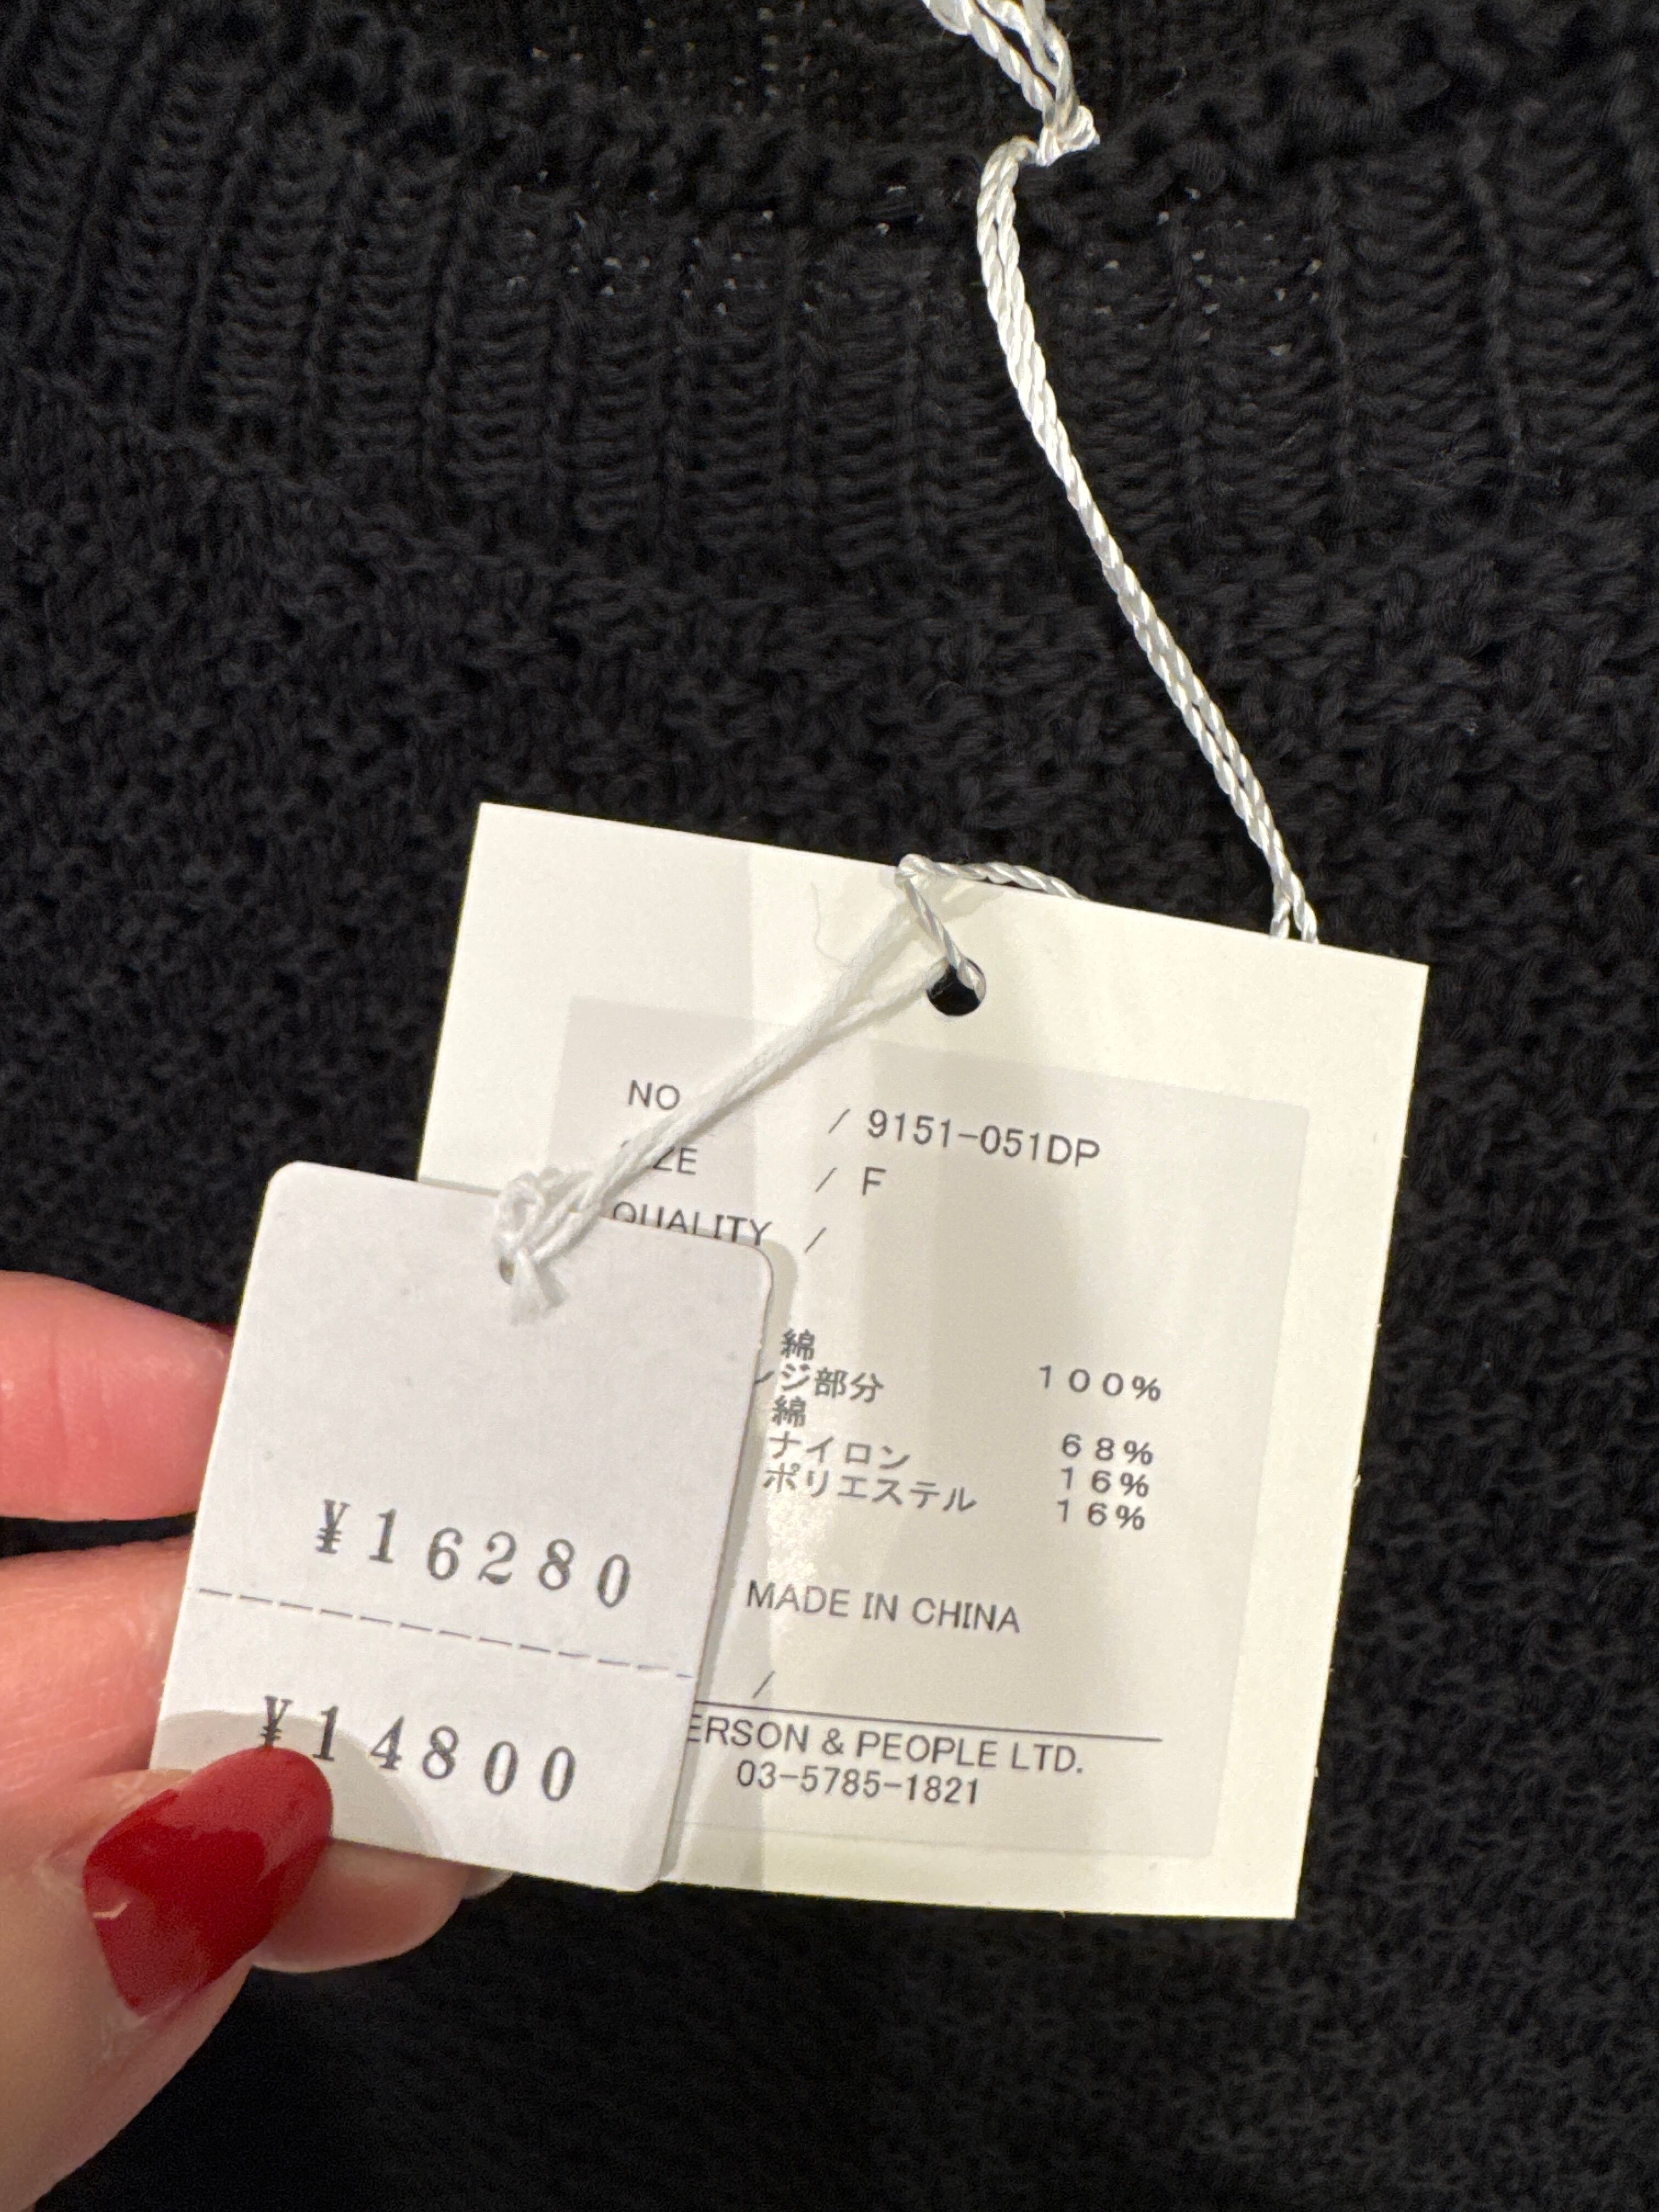 NO / 9151-051DP
/ F
QUALITY /
綿 100%
ジ部分
綿 68%
ナイロン 16%
ポリエステル 16%
MADE IN CHINA
/
ERSON & PEOPLE LTD.
03-5785-1821
¥16280
¥14800